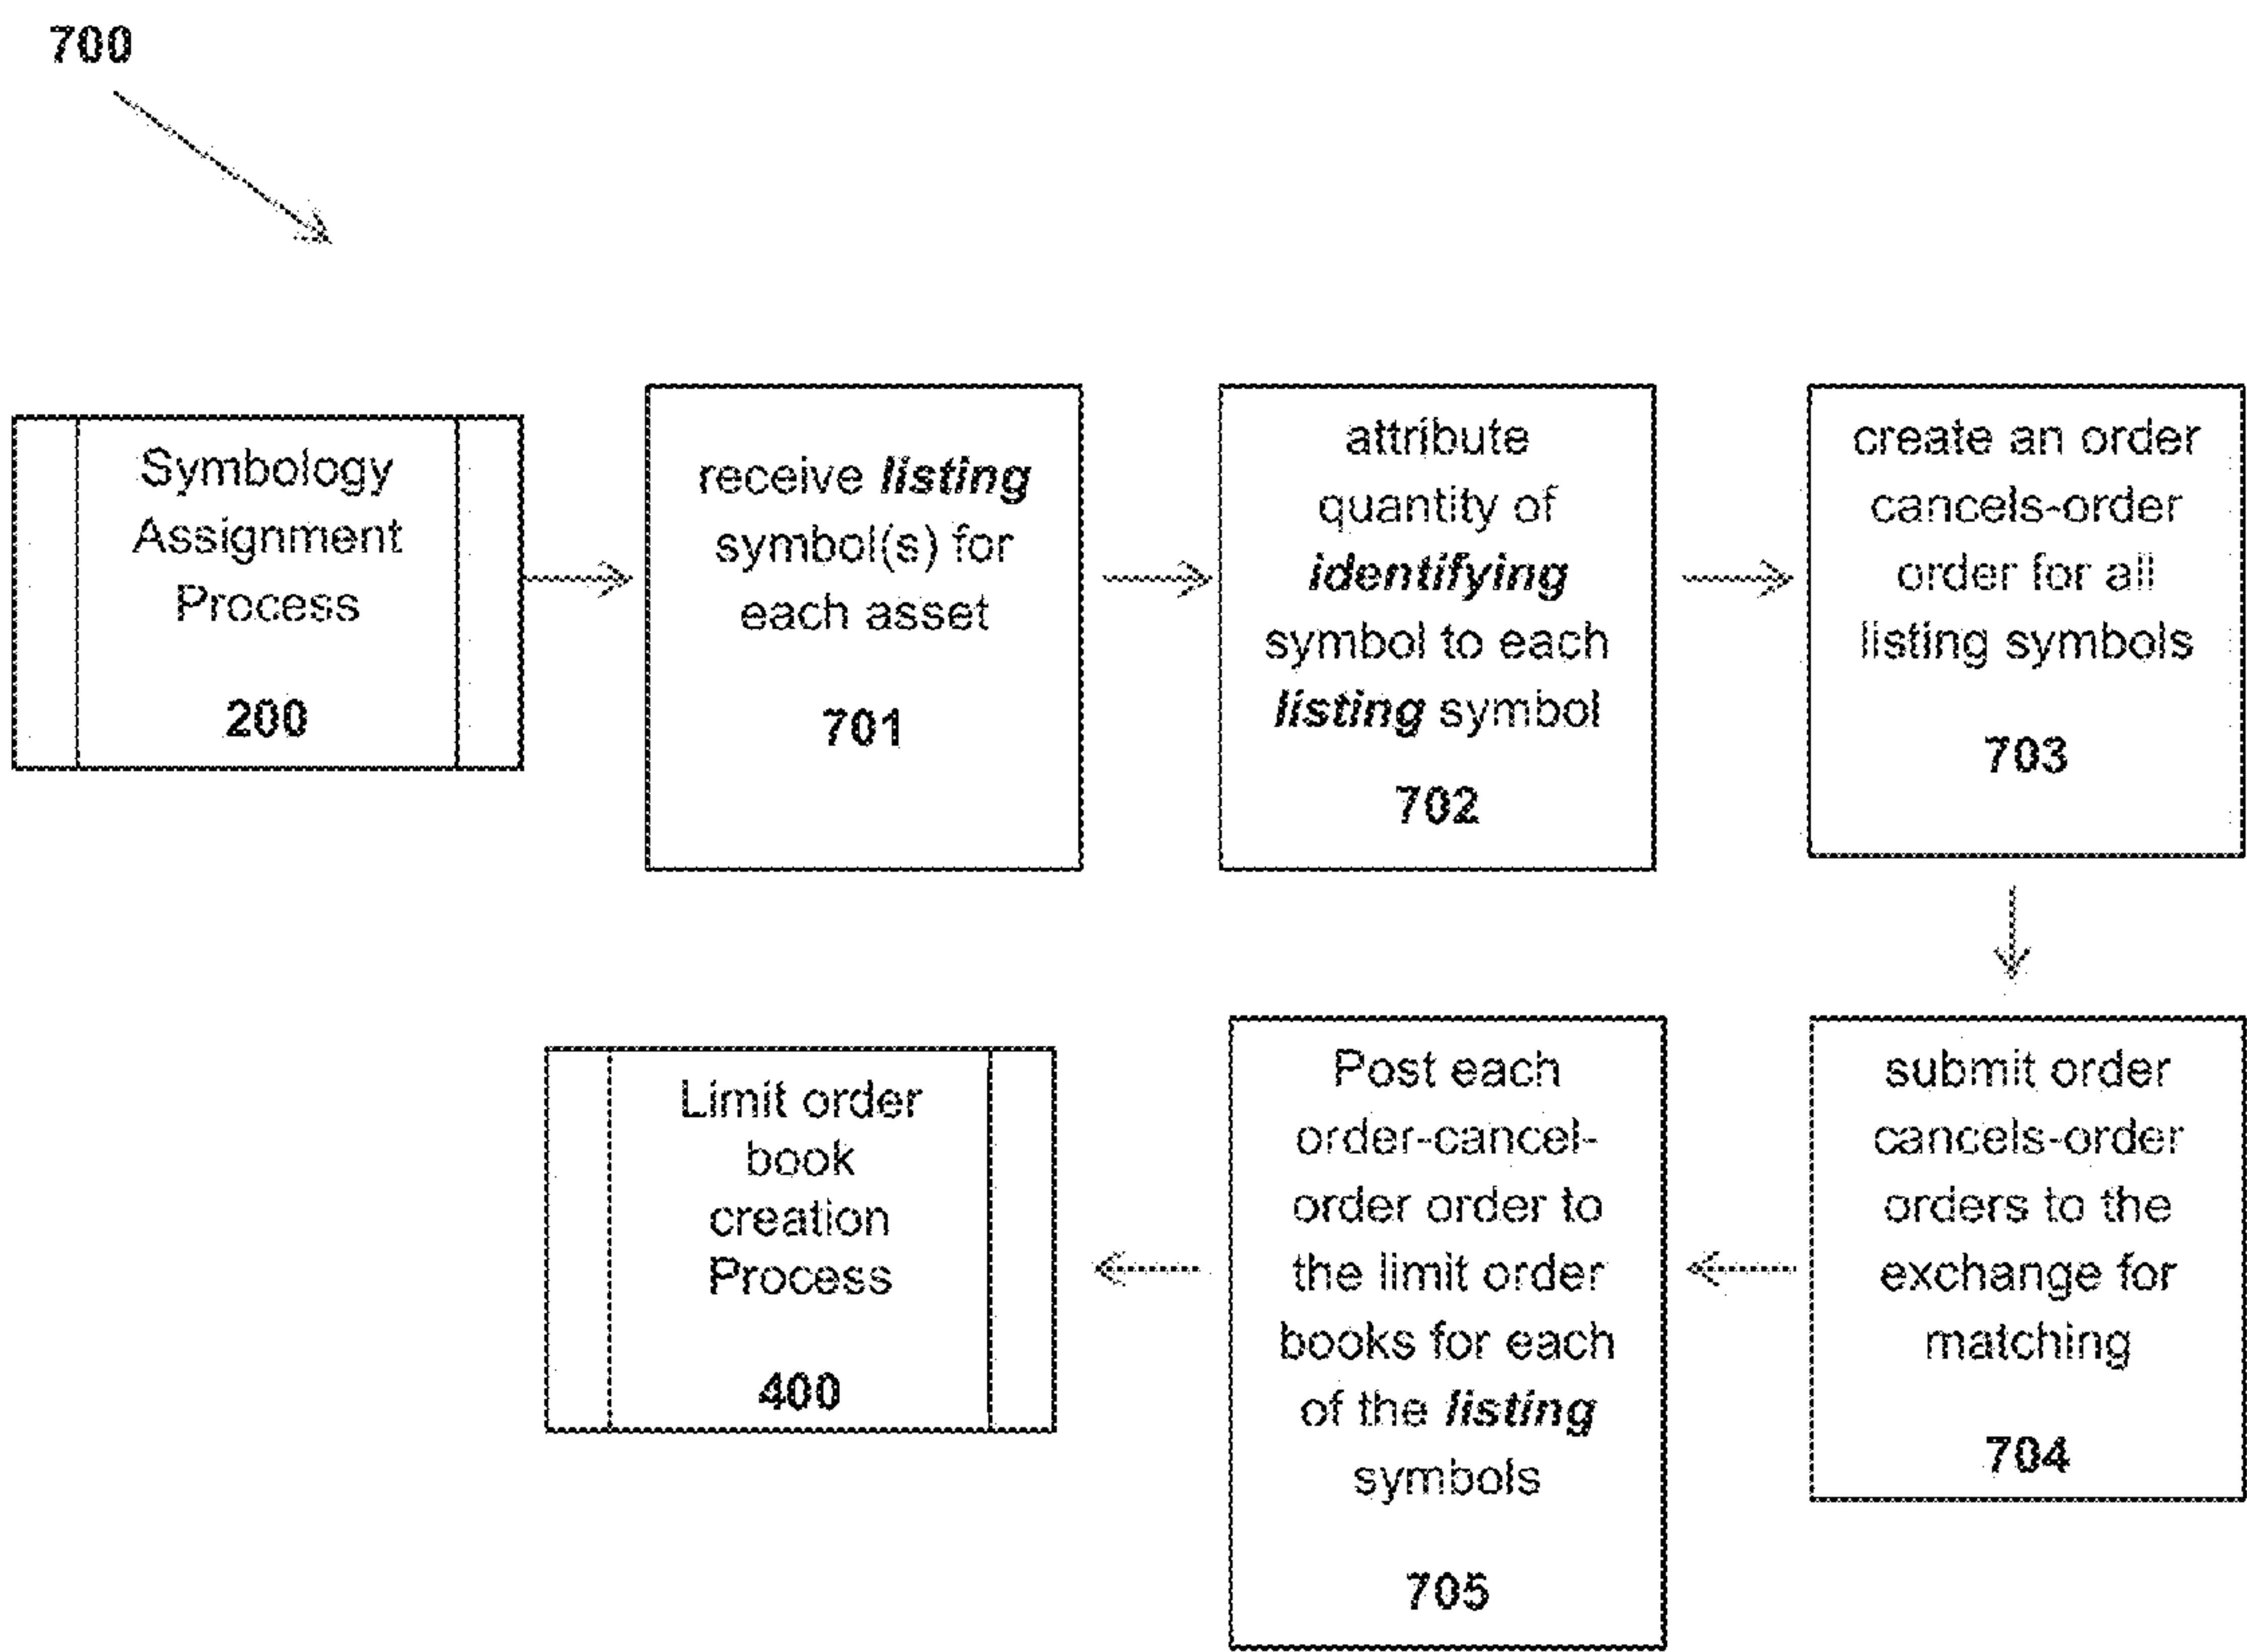 700
Symbology
Assignment
Process
200
receive listing
symbol(s) for
each asset
701
attribute
quantity of
identifying
symbol to each
listing symbol
702
create an order
cancels-order
order for all
listing symbols
703
submit order
cancels-order
orders to the
exchange for
matching
704
Post each
order-cancel-
order order to
the limit order
books for each
of the listing
symbols
705
Limit order
book
creation
Process
400